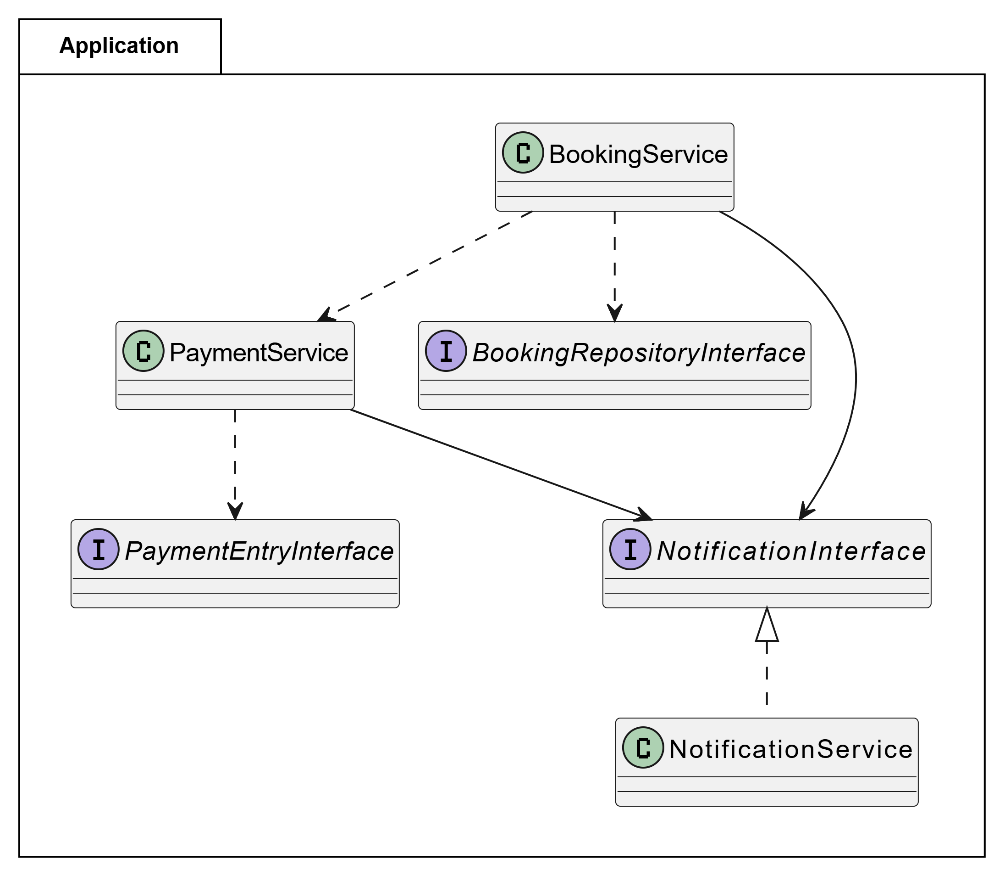 Application
C BookingService
C PaymentService
I BookingRepositoryInterface
I PaymentEntryInterface
I NotificationInterface
C NotificationService